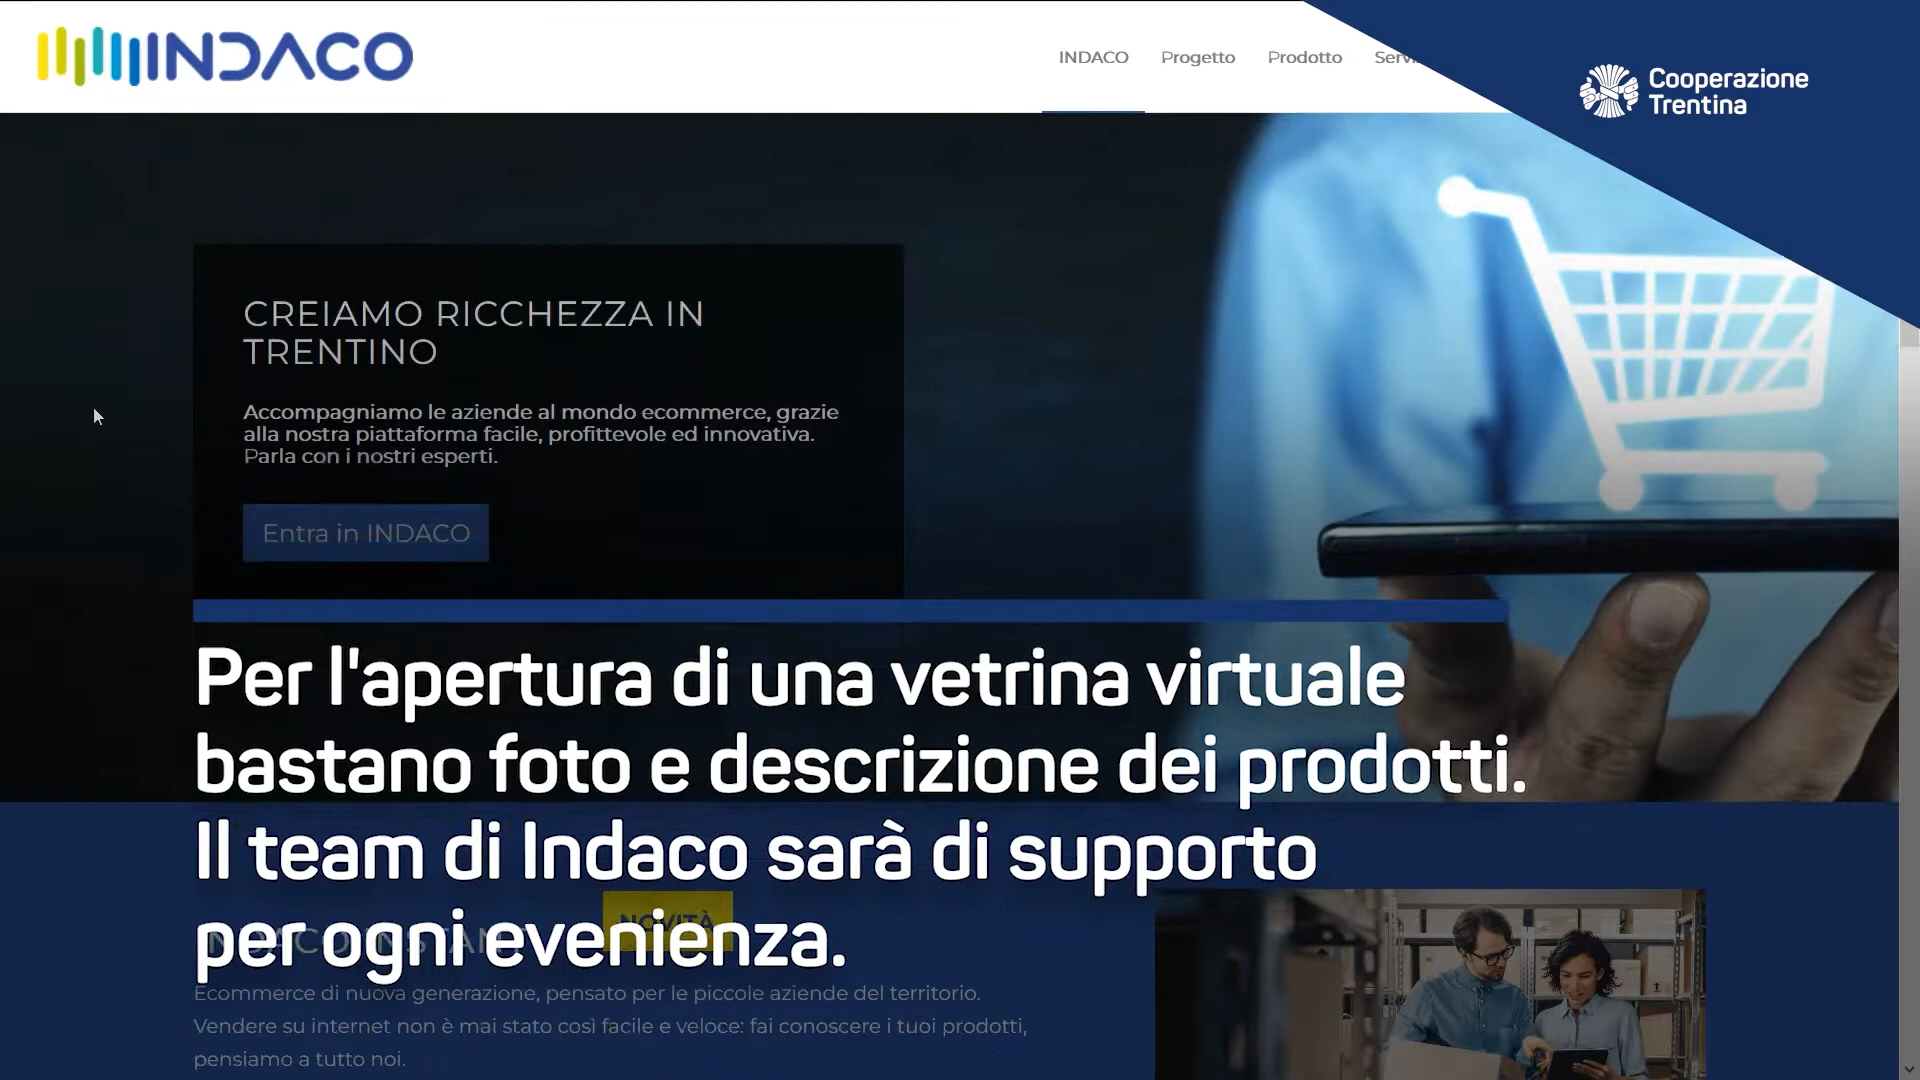 INDACO
INDACO Progetto Prodotto
Cooperazione
Trentina
CREIAMO RICCHEZZA IN
TRENTINO
Accompagniamo le aziende al mondo ecommerce, grazie
alla nostra piattaforma facile, profittevole ed innovativa.
Parla con i nostri esperti.
Entra in INDACO
Per l'apertura di una vetrina virtuale
bastano foto e descrizione dei prodotti.
Il team di Indaco sarà di supporto
per ogni evenienza.
NOVITÀ
Ecommerce di nuova generazione, pensato per le piccole aziende del territorio.
Vendere su internet non è mai stato così facile e veloce: fai conoscere i tuoi prodotti,
pensiamo a tutto noi.